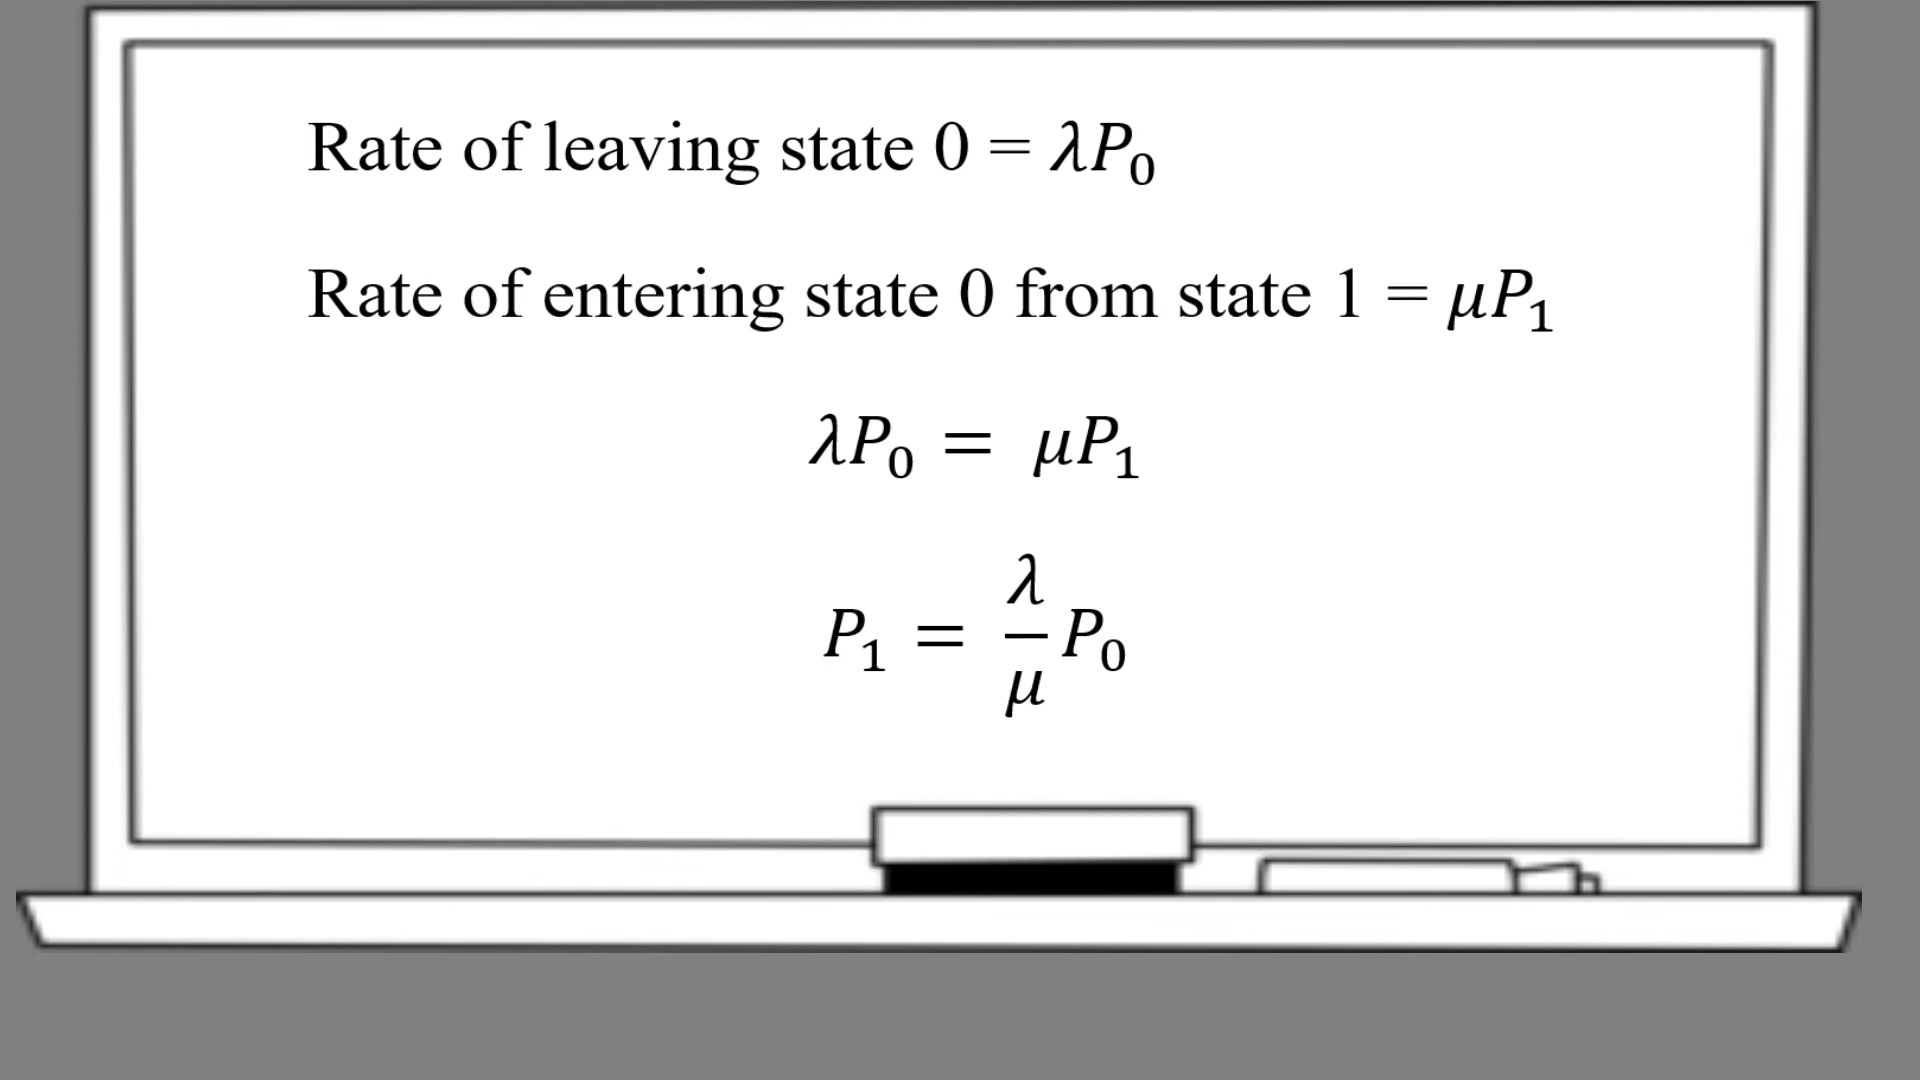 Rate of leaving state 0 = λP₀
Rate of entering state 0 from state 1 = μP₁
λP₀ = μP₁
P₁ = λ/μ P₀